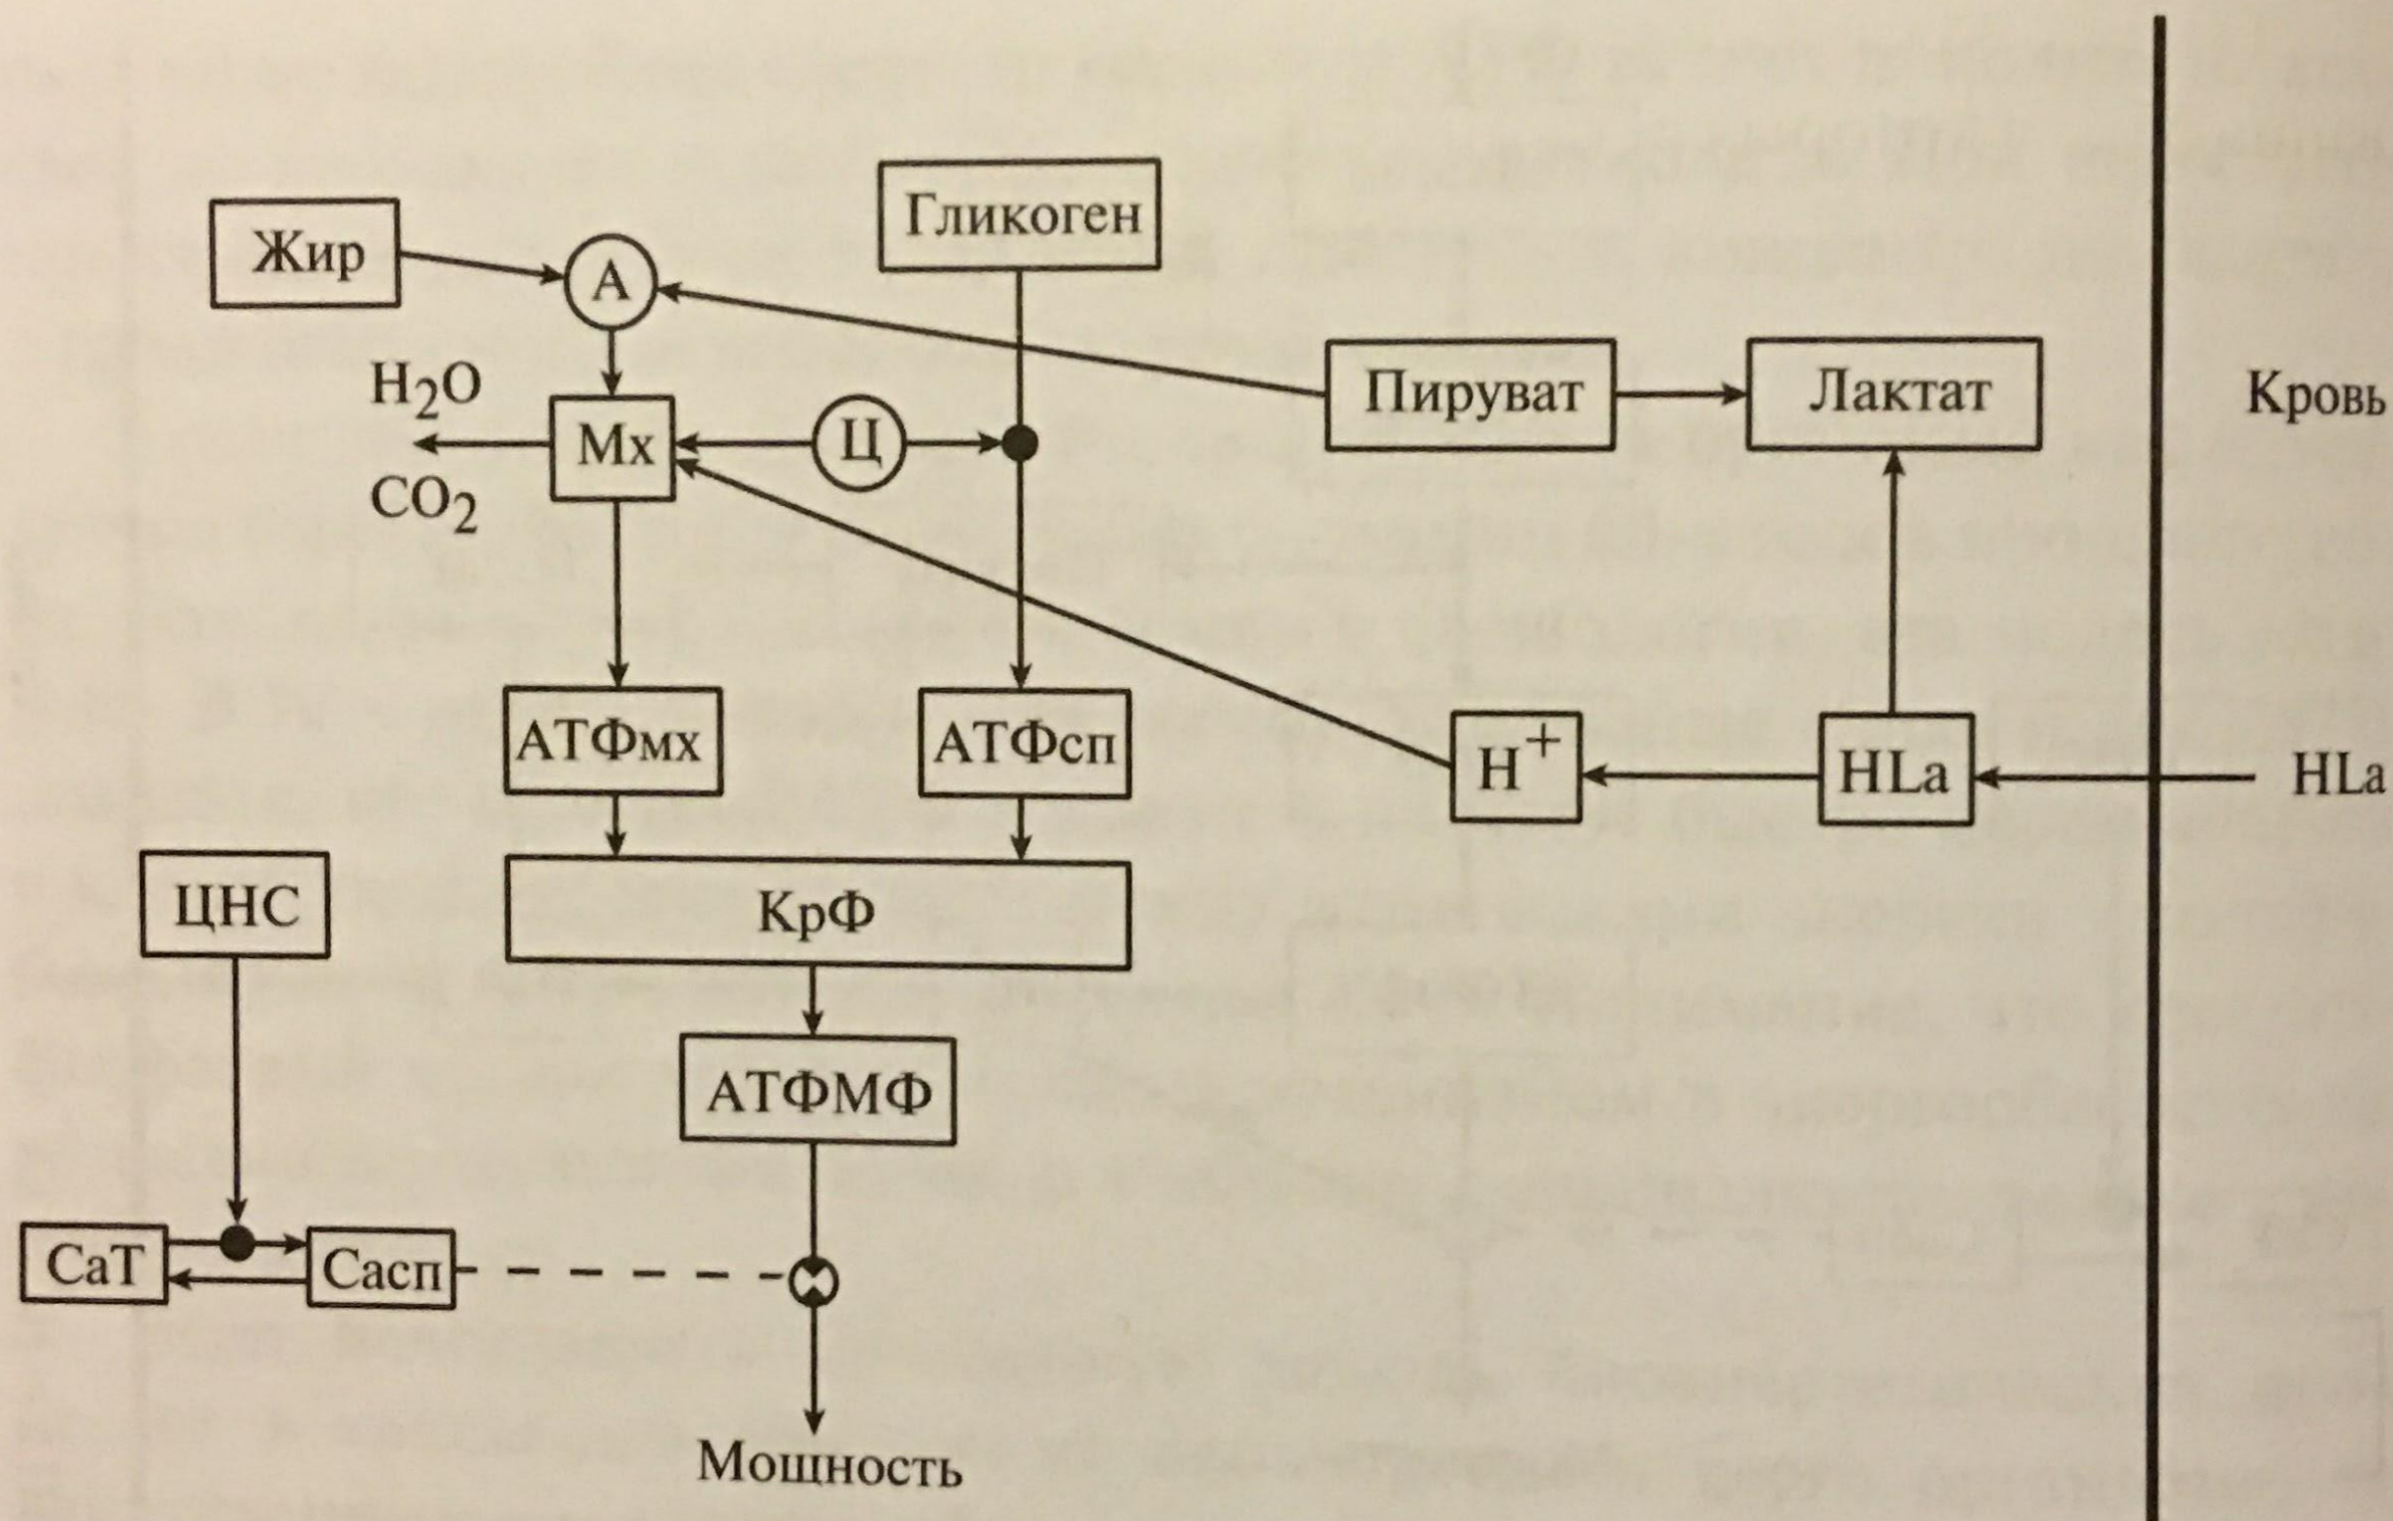 Гликоген
Жир
А
H₂O
Пируват
Лактат
Кровь
Мх
Ц
CO₂
АТФмх
АТФсп
H⁺
HLa
HLa
ЦНС
КрФ
АТФМФ
СаТ
Сасп
Мощность